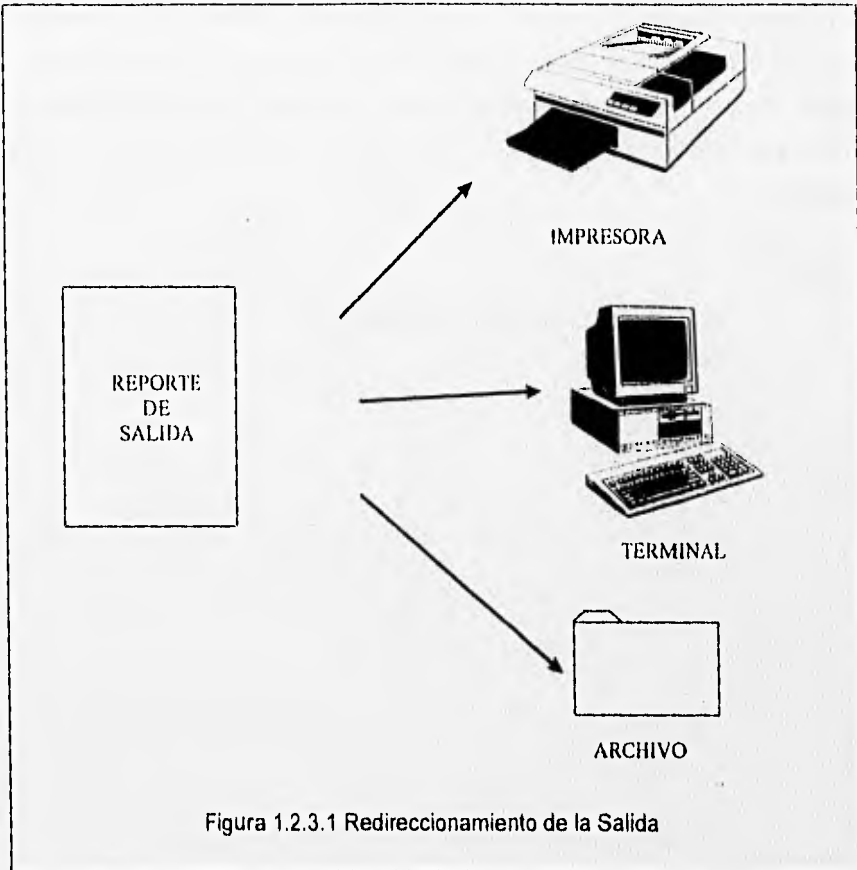 IMPRESORA
REPORTE
DE
SALIDA
TERMINAL
ARCHIVO
Figura 1.2.3.1 Redireccionamiento de la Salida